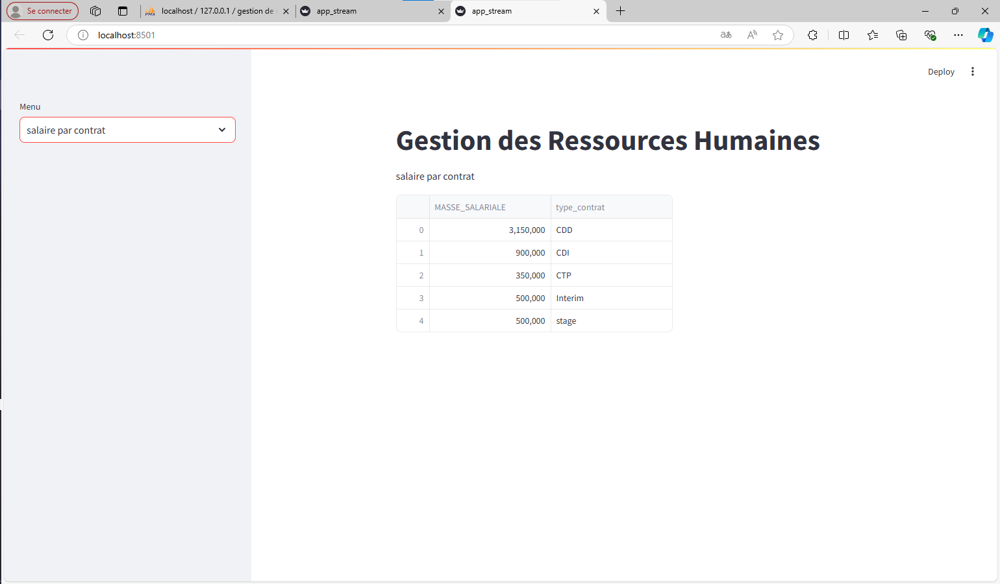 Se connecter
localhost / 127.0.0.1 / gestion de
app_stream
app_stream
localhost:8501
Deploy
Menu
salaire par contrat
Gestion des Ressources Humaines
salaire par contrat
MASSE_SALARIALE type_contrat
0 3,150,000 CDD
1 900,000 CDI
2 350,000 CTP
3 500,000 Interim
4 500,000 stage